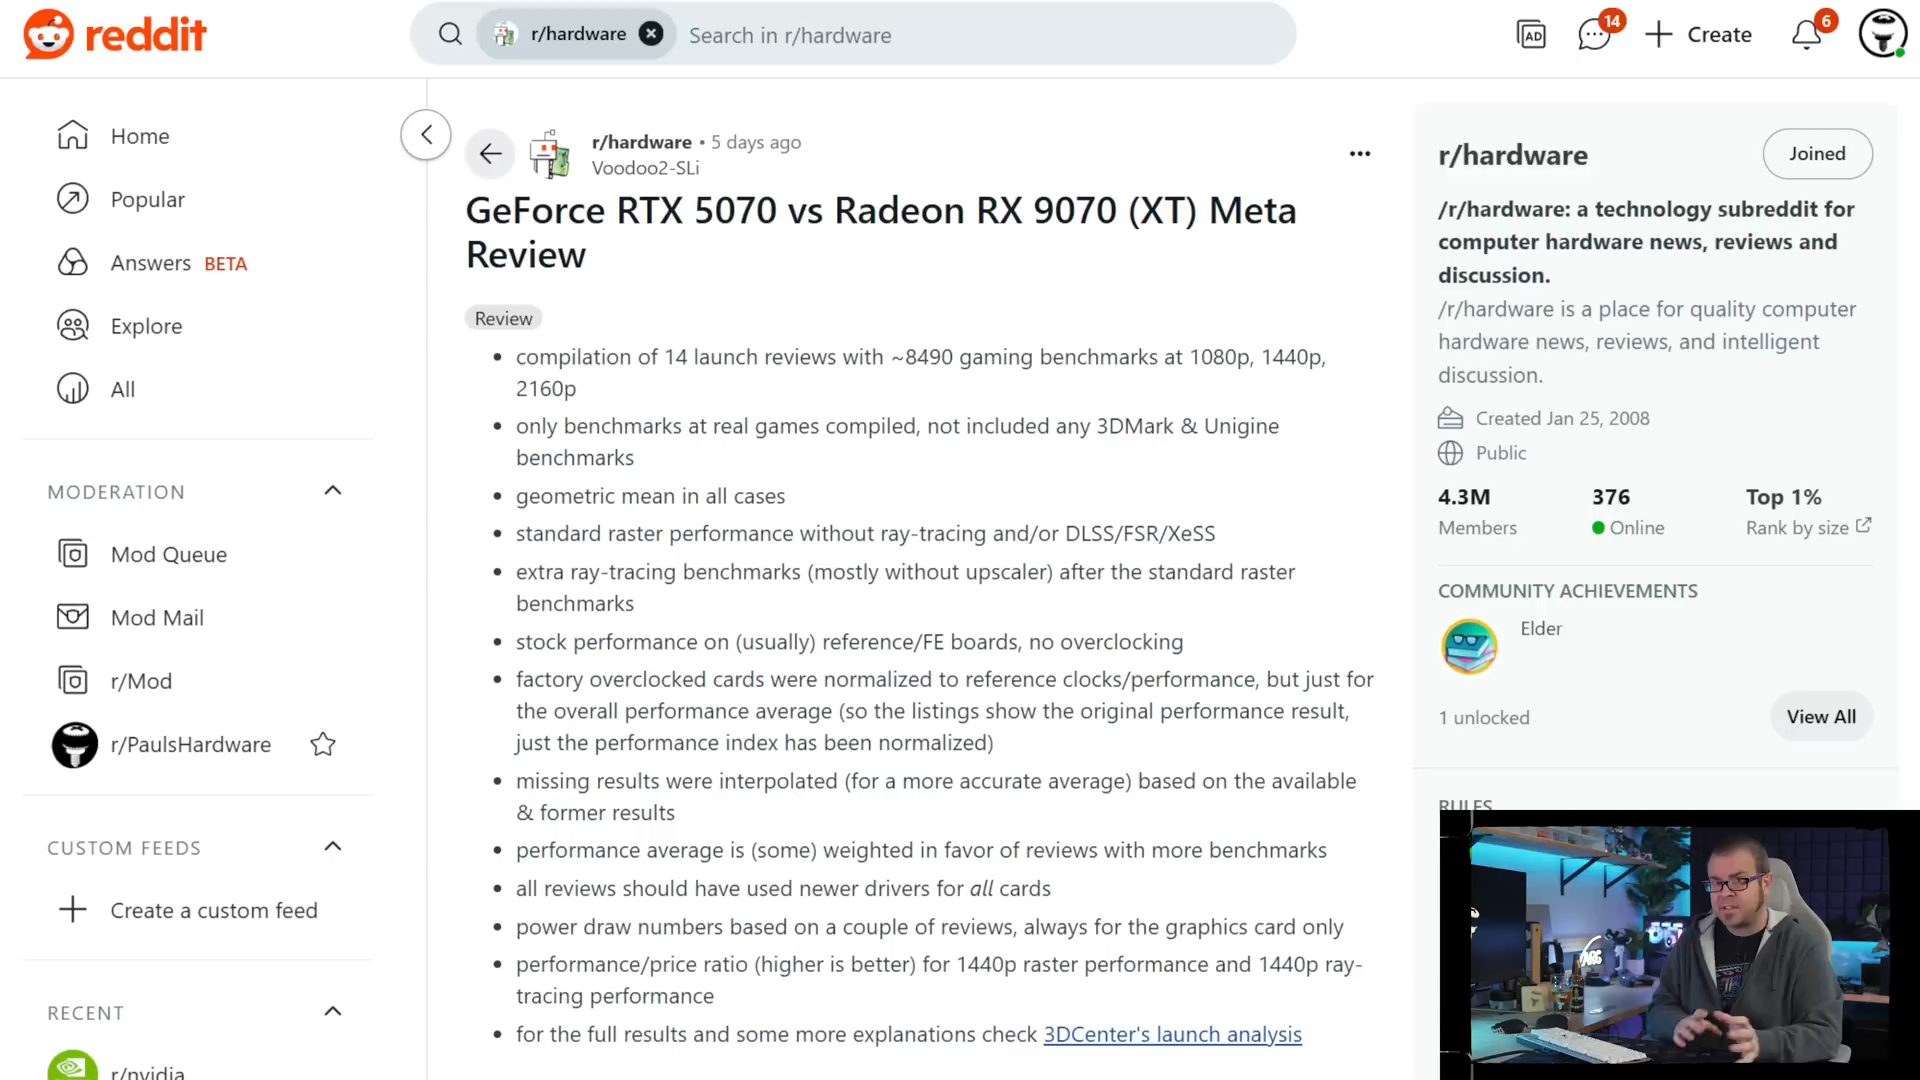 reddit
r/hardware
Search in r/hardware
AD
14
Create
6
Home
Popular
Answers BETA
Explore
All
MODERATION
Mod Queue
Mod Mail
r/Mod
r/PaulsHardware
CUSTOM FEEDS
Create a custom feed
RECENT
r/nvidia
r/hardware • 5 days ago
Voodoo2-SLi
GeForce RTX 5070 vs Radeon RX 9070 (XT) Meta
Review
Review
• compilation of 14 launch reviews with ~8490 gaming benchmarks at 1080p, 1440p,
2160p
• only benchmarks at real games compiled, not included any 3DMark & Unigine
benchmarks
• geometric mean in all cases
• standard raster performance without ray-tracing and/or DLSS/FSR/XeSS
• extra ray-tracing benchmarks (mostly without upscaler) after the standard raster
benchmarks
• stock performance on (usually) reference/FE boards, no overclocking
• factory overclocked cards were normalized to reference clocks/performance, but just for
the overall performance average (so the listings show the original performance result,
just the performance index has been normalized)
• missing results were interpolated (for a more accurate average) based on the available
& former results
• performance average is (some) weighted in favor of reviews with more benchmarks
• all reviews should have used newer drivers for all cards
• power draw numbers based on a couple of reviews, always for the graphics card only
• performance/price ratio (higher is better) for 1440p raster performance and 1440p ray-
tracing performance
• for the full results and some more explanations check 3DCenter's launch analysis
r/hardware
Joined
/r/hardware: a technology subreddit for
computer hardware news, reviews and
discussion.
/r/hardware is a place for quality computer
hardware news, reviews, and intelligent
discussion.
Created Jan 25, 2008
Public
4.3M
Members
376
Online
Top 1%
Rank by size
COMMUNITY ACHIEVEMENTS
Elder
1 unlocked
View All
RULES